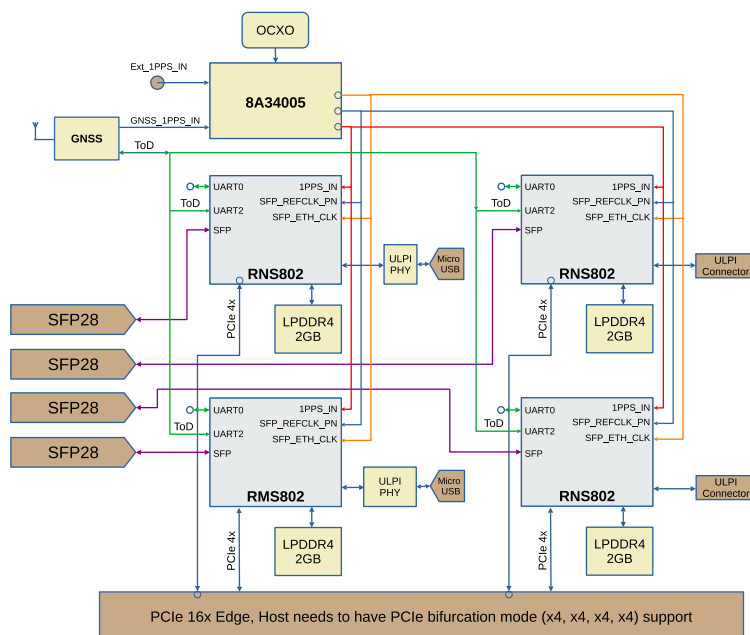 OCXO
Ext_1PPS_IN
8A34005
GNSS_1PPS_IN
GNSS
ToD
UART0
1PPS_IN
SFP_REFCLK_PN
ToD
UART2
SFP_ETH_CLK
SFP
RNS802
ULPI
PHY
Micro
USB
PCIe 4x
LPDDR4
2GB
UART0
1PPS_IN
SFP_REFCLK_PN
ToD
UART2
SFP_ETH_CLK
SFP
RNS802
ULPI
Connector
PCIe 4x
LPDDR4
2GB
SFP28
SFP28
SFP28
SFP28
UART0
1PPS_IN
SFP_REFCLK_PN
ToD
UART2
SFP_ETH_CLK
SFP
RMS802
ULPI
PHY
Micro
USB
PCIe 4x
LPDDR4
2GB
UART0
1PPS_IN
SFP_REFCLK_PN
ToD
UART2
SFP_ETH_CLK
SFP
RNS802
ULPI
Connector
PCIe 4x
LPDDR4
2GB
PCIe 16x Edge, Host needs to have PCIe bifurcation mode (x4, x4, x4, x4) support